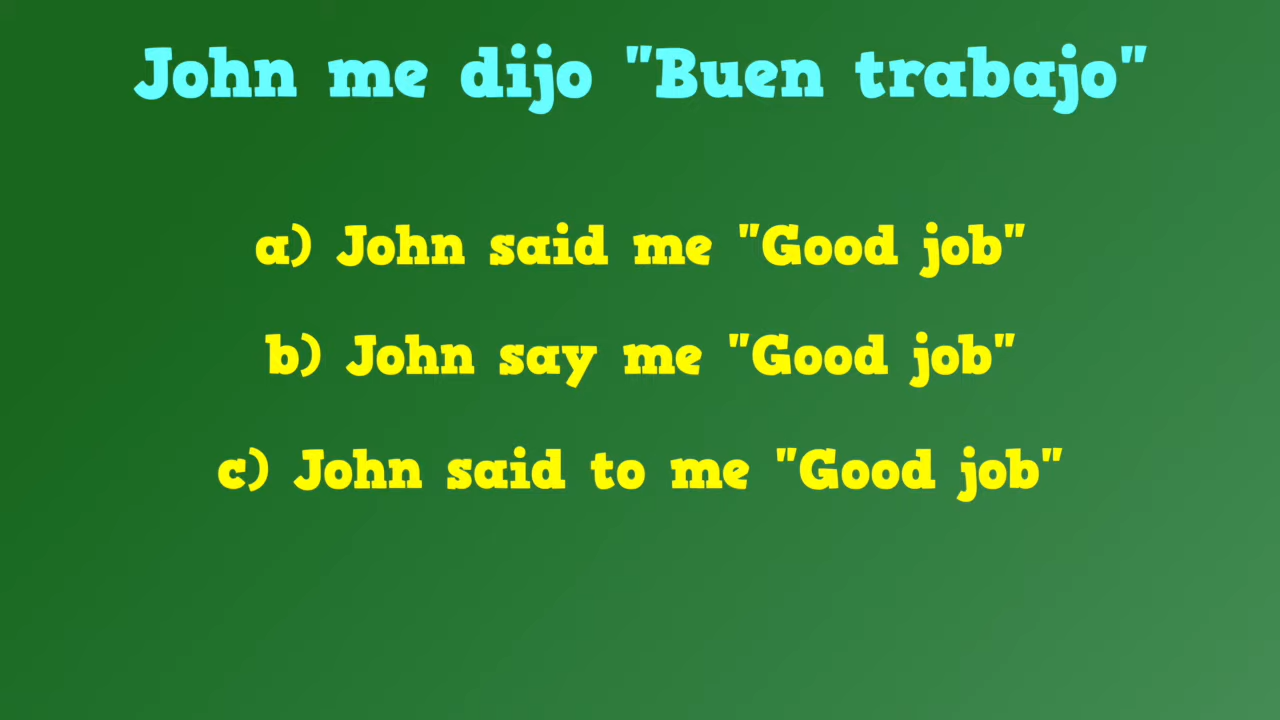 John me dijo "Buen trabajo"
a) John said me "Good job"
b) John say me "Good job"
c) John said to me "Good job"